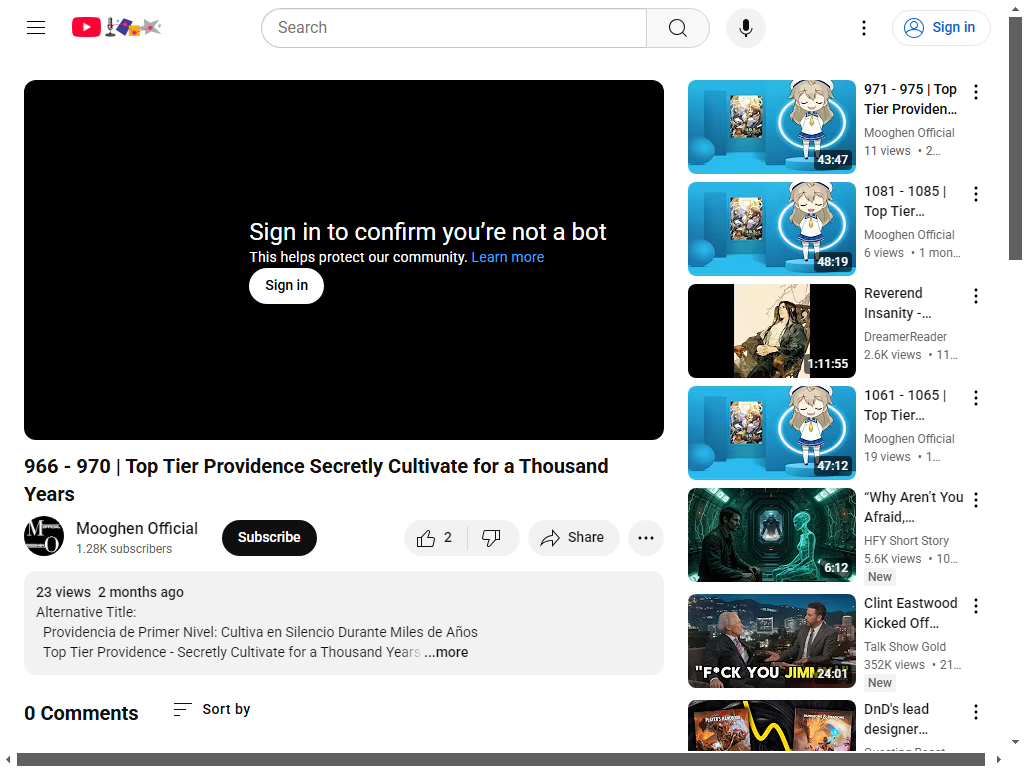 Search
Sign in
Sign in to confirm you’re not a bot
This helps protect our community. Learn more
Sign in
966 - 970 | Top Tier Providence Secretly Cultivate for a Thousand
Years
Mooghen Official
1.28K subscribers
Subscribe
2
Share
23 views 2 months ago
Alternative Title:
Providencia de Primer Nivel: Cultiva en Silencio Durante Miles de Años
Top Tier Providence - Secretly Cultivate for a Thousand Years ...more
0 Comments
Sort by
43:47
971 - 975 | Top
Tier Providen...
Mooghen Official
11 views • 2...
48:19
1081 - 1085 |
Top Tier...
Mooghen Official
6 views • 1 mon...
1:11:55
Reverend
Insanity -...
DreamerReader
2.6K views • 11...
47:12
1061 - 1065 |
Top Tier...
Mooghen Official
19 views • 1...
6:12
“Why Aren’t You
Afraid,...
HFY Short Story
5.6K views • 10...
New
"F*CK YOU JIMM
24:01
Clint Eastwood
Kicked Off...
Talk Show Gold
352K views • 21...
New
DnD's lead
designer...